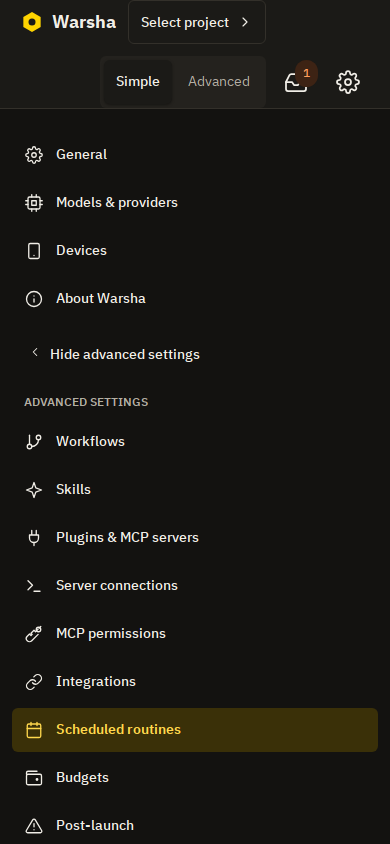 Warsha
Select project
Simple
Advanced
1
General
Models & providers
Devices
About Warsha
Hide advanced settings
ADVANCED SETTINGS
Workflows
Skills
Plugins & MCP servers
Server connections
MCP permissions
Integrations
Scheduled routines
Budgets
Post-launch